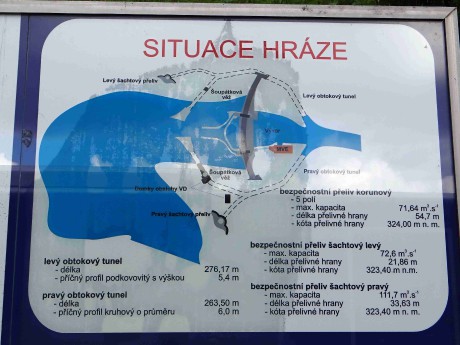 SITUACE HRÁZE
Levý šachtový přeliv
Šoupátková
věž
Levý obtokový tunel
MVE
Šoupátková
věž
Pravý obtokový tunel
Domky obsluhy VD
Pravý šachtový přeliv
bezpečnostní přeliv korunový
- 5 polí
- max. kapacita 71,64 m³.s⁻¹
- délka přelivné hrany 54,7 m
- kóta přelivné hrany 324,00 m n. m.
bezpečnostní přeliv šachtový levý
- max. kapacita 72,6 m³.s⁻¹
- délka přelivné hrany 21,86 m
- kóta přelivné hrany 323,40 m n. m.
bezpečnostní přeliv šachtový pravý
- max. kapacita 111,7 m³.s⁻¹
- délka přelivné hrany 33,63 m
- kóta přelivné hrany 323,40 m n. m.
levý obtokový tunel
- délka 276,17 m
- příčný profil podkovovitý s výškou 5,4 m
pravý obtokový tunel
- délka 263,50 m
- příčný profil kruhový o průměru 6,0 m